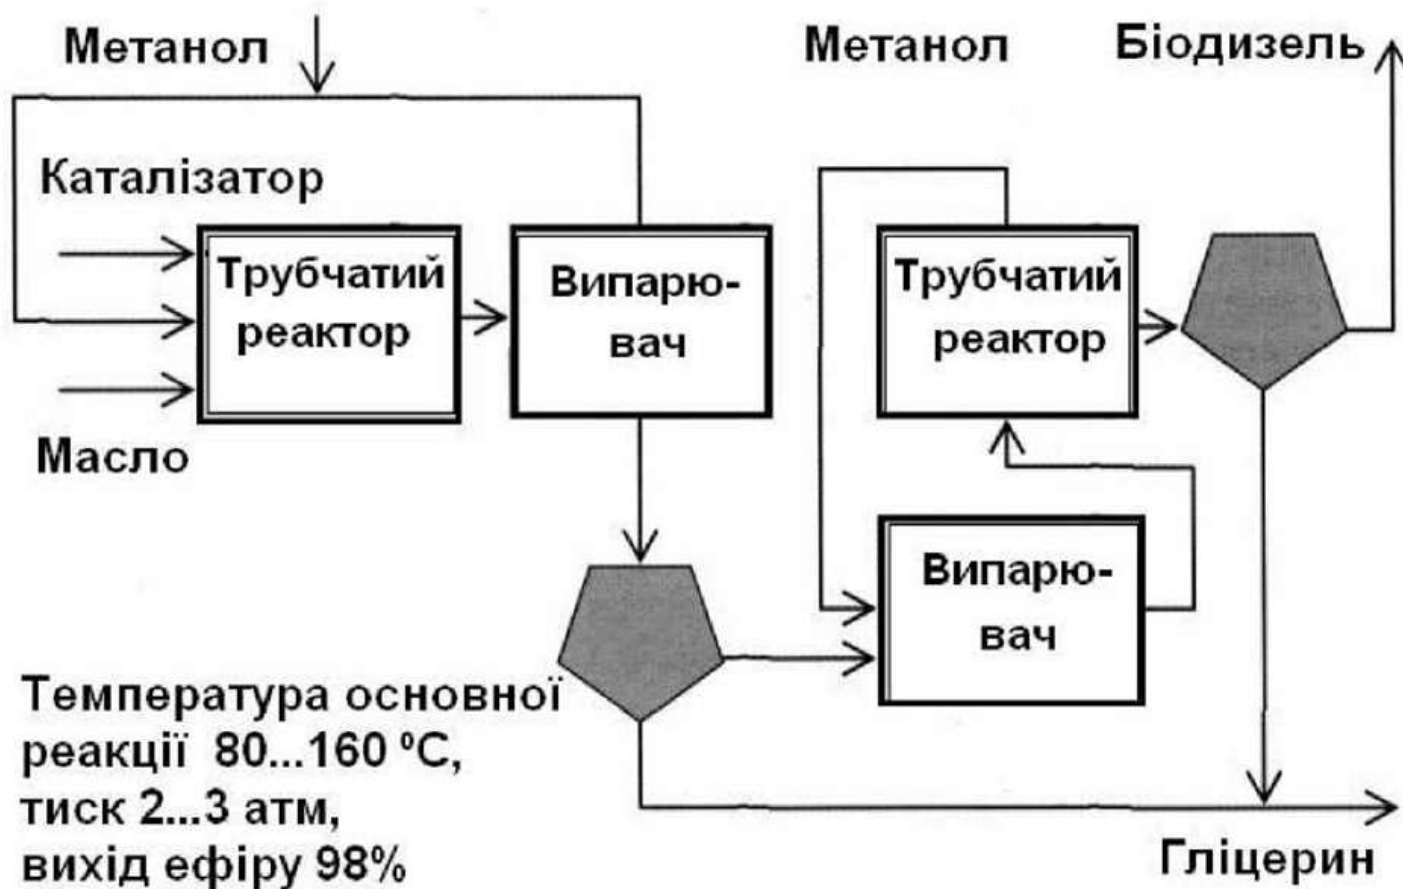 Метанол
Метанол
Біодизель
Каталізатор
Трубчатий
реактор
Випарю-
вач
Трубчатий
реактор
Масло
Випарю-
вач
Температура основної
реакції 80...160 ºС,
тиск 2...3 атм,
вихід ефіру 98%
Гліцерин